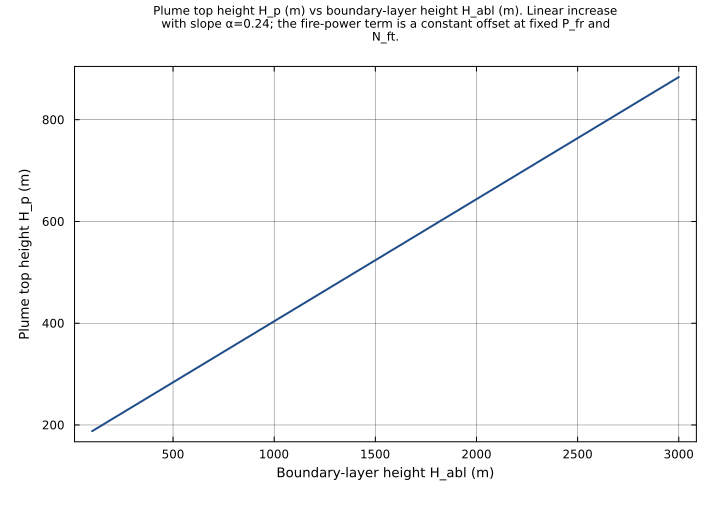 Plume top height H_p (m) vs boundary-layer height H_abl (m). Linear increase
with slope α=0.24; the fire-power term is a constant offset at fixed P_fr and
N_ft.
Plume top height H_p (m)
800
600
400
200
500 1000 1500 2000 2500 3000
Boundary-layer height H_abl (m)